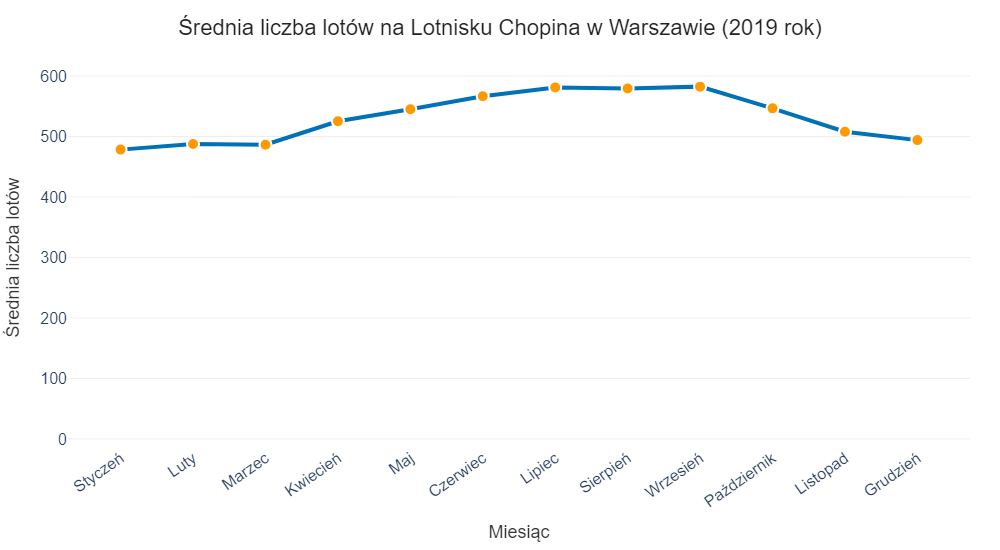 Średnia liczba lotów na Lotnisku Chopina w Warszawie (2019 rok)
Średnia liczba lotów
600
500
400
300
200
100
0
Styczeń
Luty
Marzec
Kwiecień
Maj
Czerwiec
Lipiec
Sierpień
Wrzesień
Październik
Listopad
Grudzień
Miesiąc